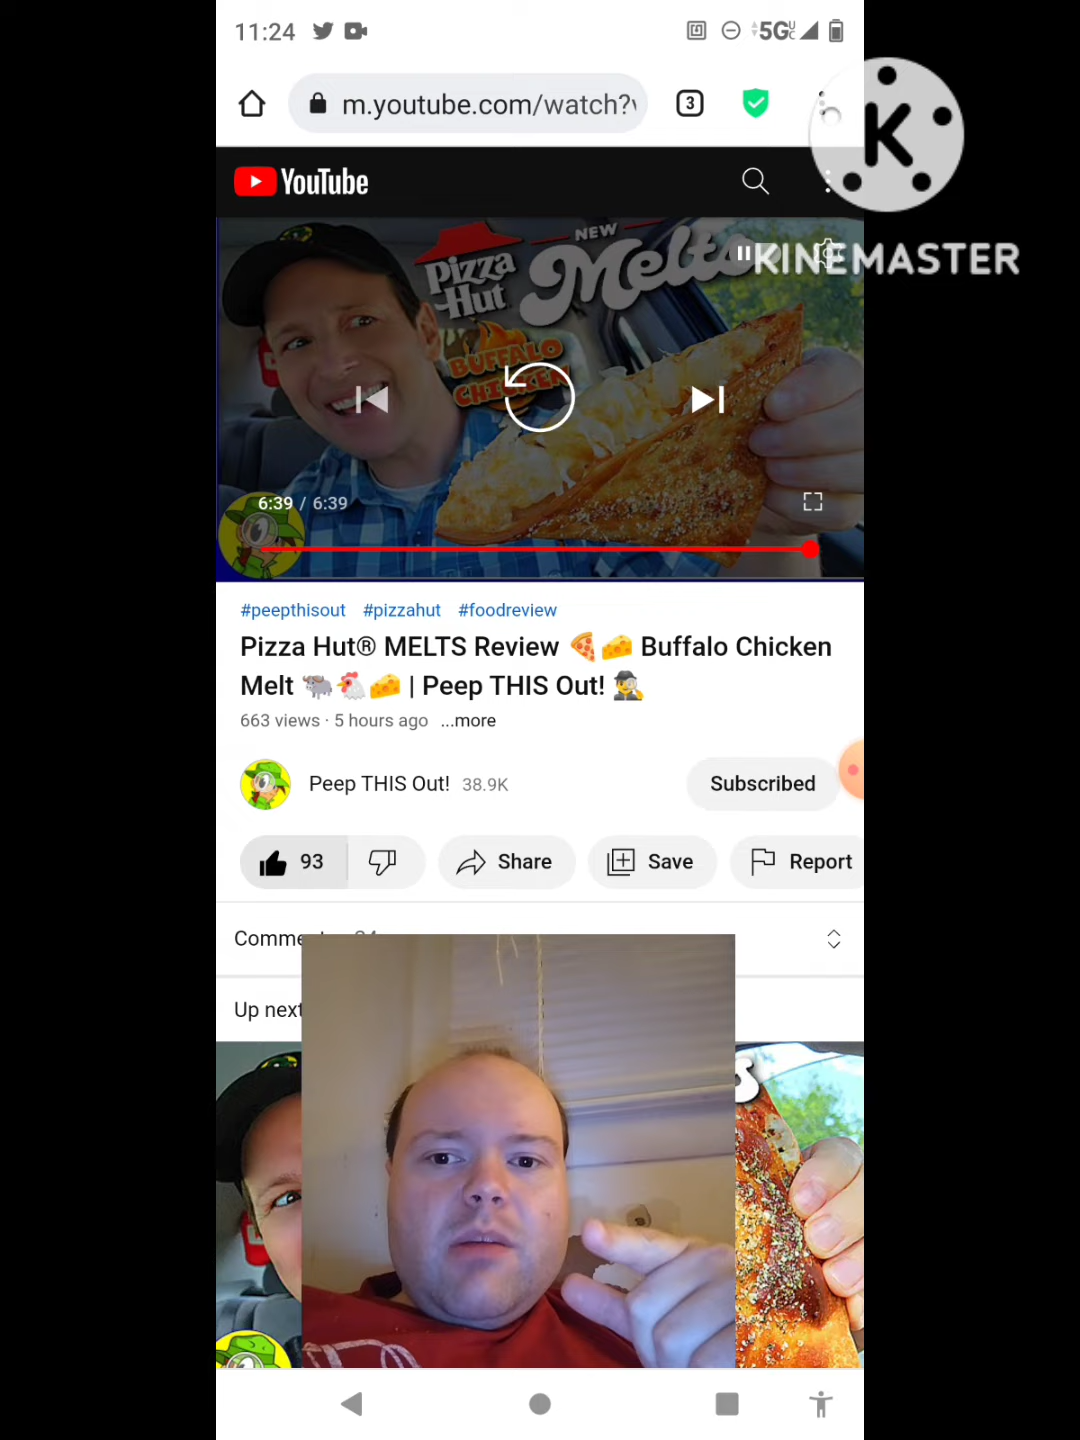 11:24
5G
m.youtube.com/watch?v
3
K
YouTube
KINEMASTER
NEW
Pizza Hut
Melts
BUFFALO
CHICKEN
6:39 / 6:39
#peepthisout #pizzahut #foodreview
Pizza Hut® MELTS Review 🍕🧀 Buffalo Chicken
Melt 🐃🐔🧀 | Peep THIS Out! 🕵️
663 views · 5 hours ago ...more
Peep THIS Out! 38.9K
Subscribed
93
Share
Save
Report
Up next